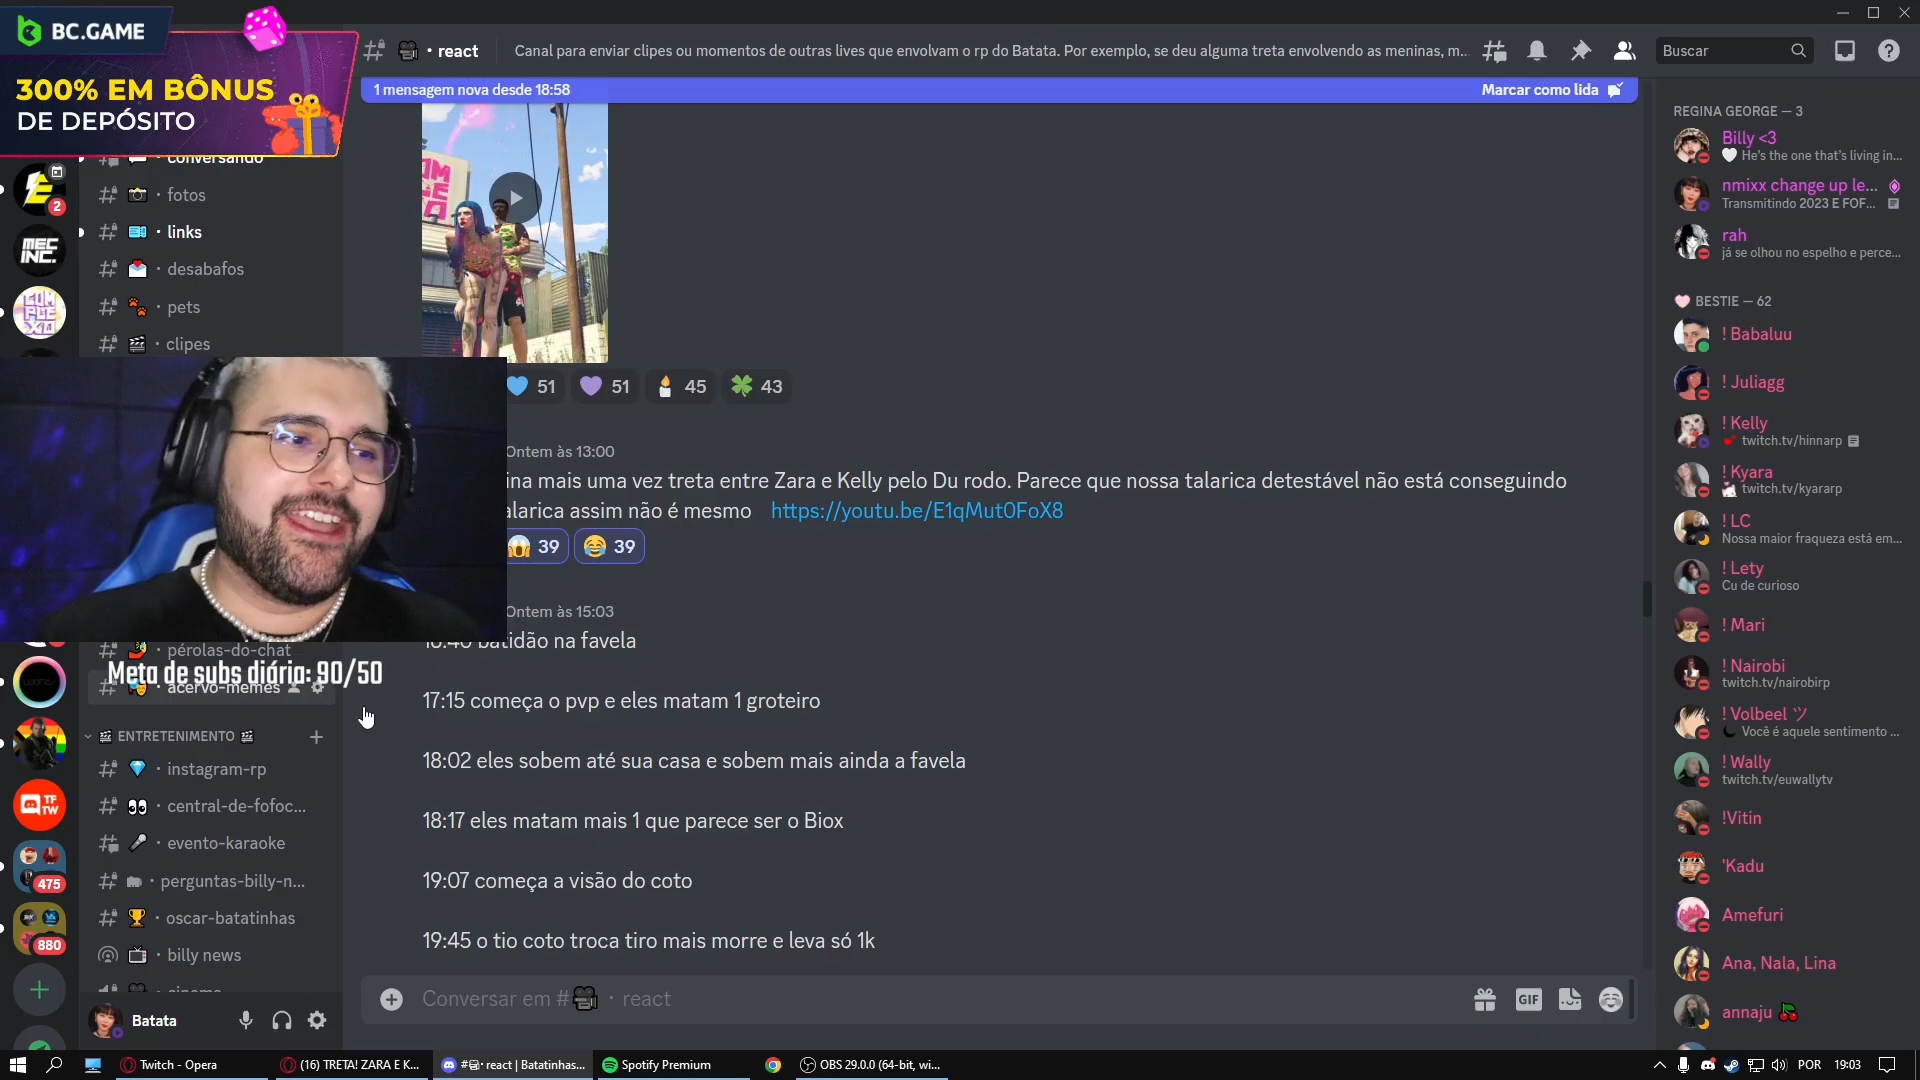 BC.GAME
300% EM BÔNUS
DE DEPÓSITO
• react
Canal para enviar clipes ou momentos de outras lives que envolvam o rp do Batata. Por exemplo, se deu alguma treta envolvendo as meninas, m...
Buscar
1 mensagem nova desde 18:58
Marcar como lida
conversando
· fotos
· links
· desabafos
· pets
· clipes
2
MEC
INC.
COM
PLE
XO
51
51
45
43
Ontem às 13:00
ina mais uma vez treta entre Zara e Kelly pelo Du rodo. Parece que nossa talarica detestável não está conseguindo
alarica assim não é mesmo https://youtu.be/E1qMut0FoX8
39
39
Ontem às 15:03
16:46 batidão na favela
17:15 começa o pvp e eles matam 1 groteiro
18:02 eles sobem até sua casa e sobem mais ainda a favela
18:17 eles matam mais 1 que parece ser o Biox
19:07 começa a visão do coto
19:45 o tio coto troca tiro mais morre e leva só 1k
Conversar em # · react
GIF
pérolas-do-chat
Meta de subs diária: 90/50
acervo-memes
ENTRETENIMENTO
· instagram-rp
· central-de-fofoc...
· evento-karaoke
· perguntas-billy-n...
· oscar-batatinhas
· billy news
cinema
TF
TW
475
880
Batata
REGINA GEORGE — 3
Billy <3
He's the one that's living in...
nmixx change up le...
Transmitindo 2023 E FOF...
rah
já se olhou no espelho e perce...
BESTIE — 62
! Babaluu
! Juliagg
! Kelly
twitch.tv/hinnarp
! Kyara
twitch.tv/kyararp
! LC
Nossa maior fraqueza está em...
! Lety
Cu de curioso
! Mari
! Nairobi
twitch.tv/nairobirp
! Volbeel ツ
Você é aquele sentimento ...
! Wally
twitch.tv/euwallytv
!Vitin
'Kadu
Amefuri
Ana, Nala, Lina
annaju
Twitch - Opera
(16) TRETA! ZARA E K...
# · react | Batatinhas...
Spotify Premium
OBS 29.0.0 (64-bit, wi...
POR
19:03